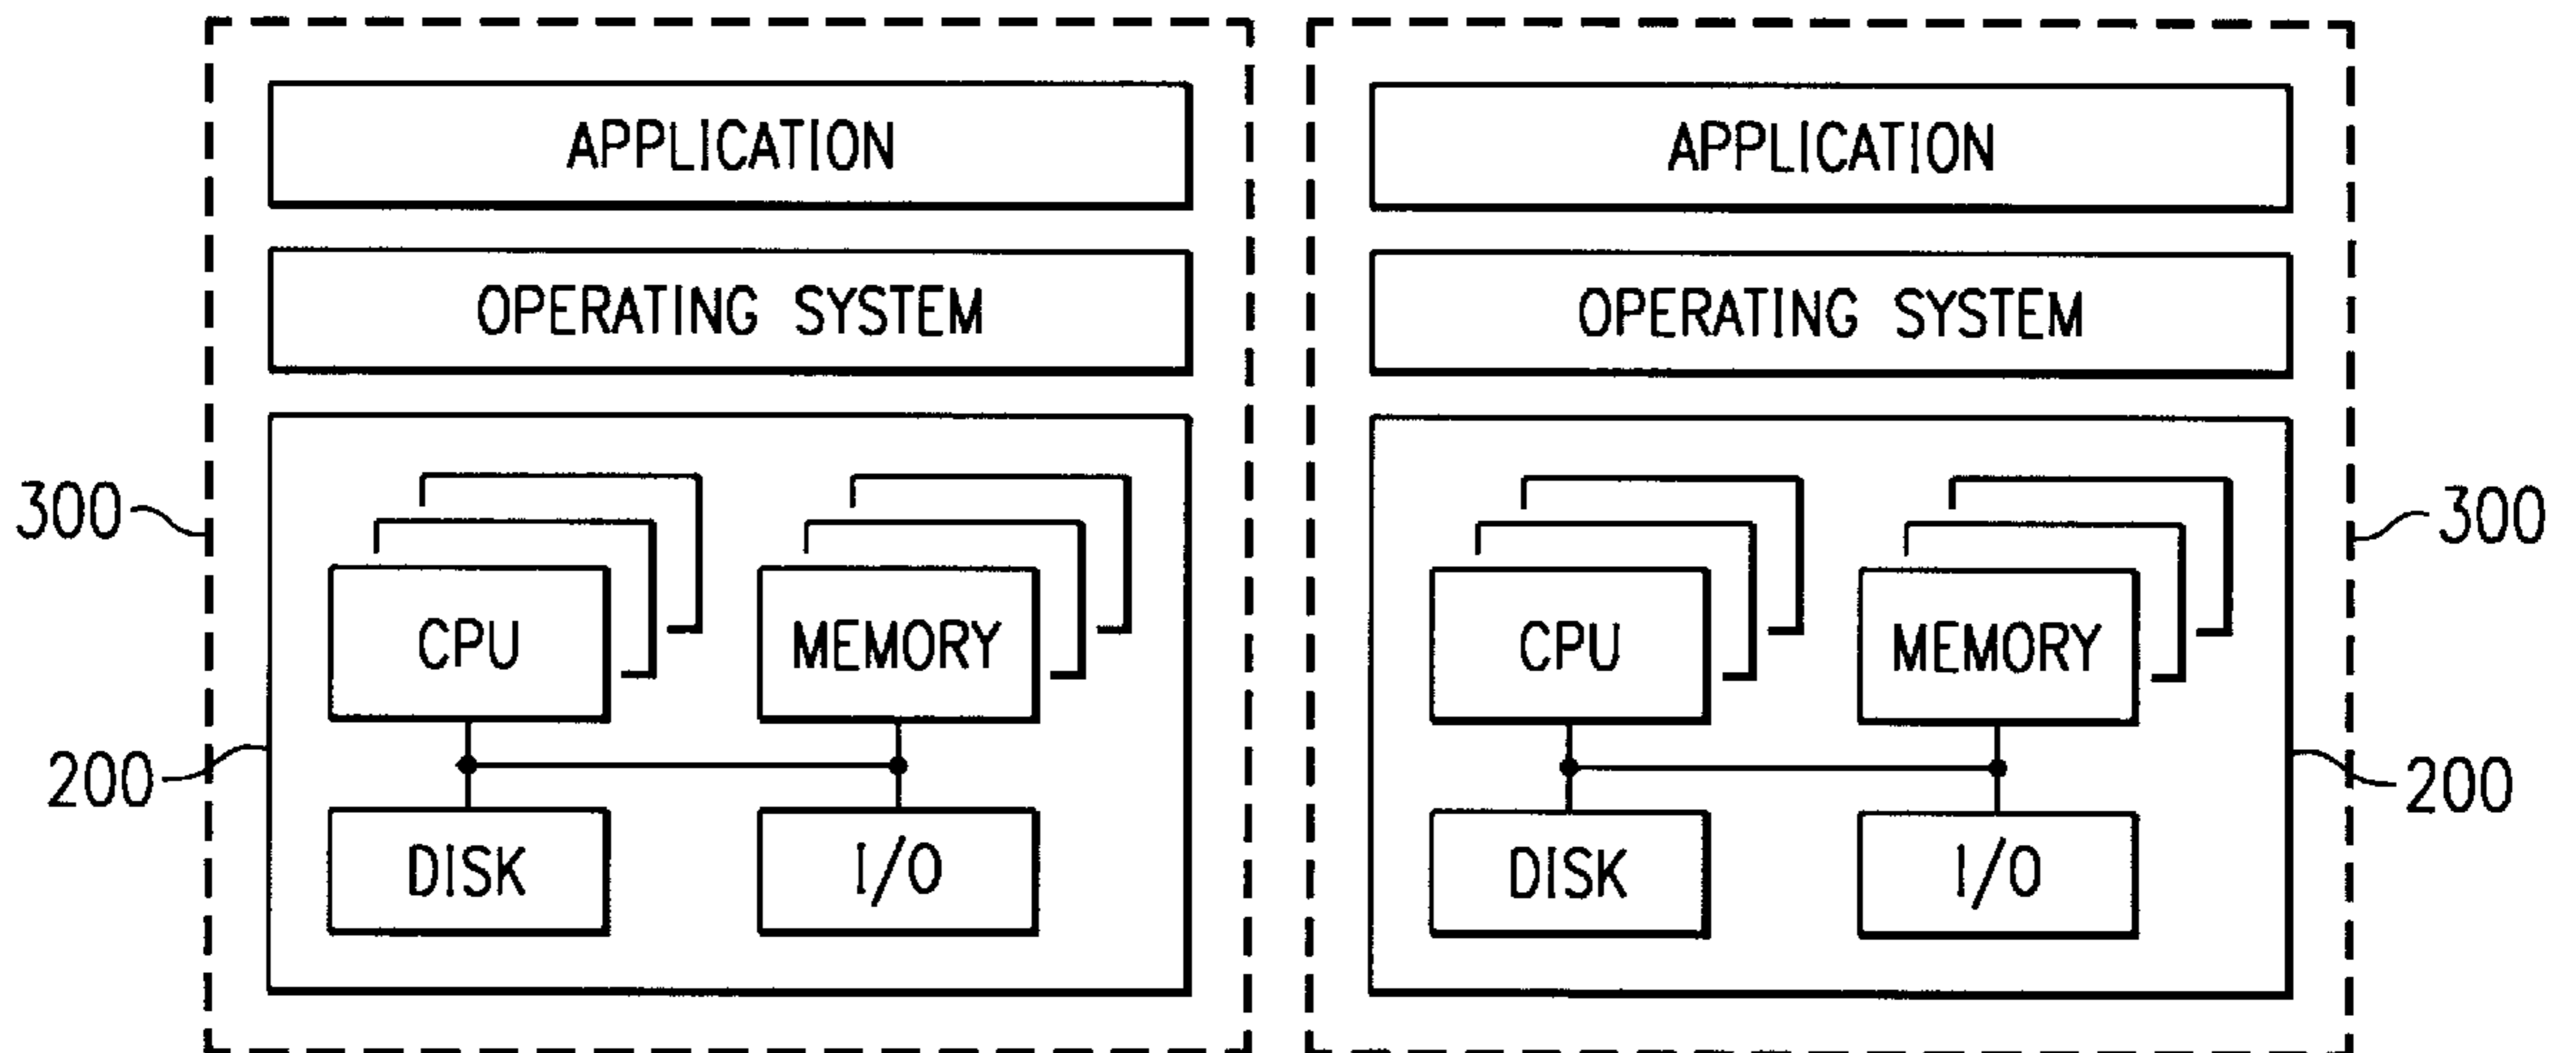 APPLICATION
OPERATING SYSTEM
300
CPU
MEMORY
200
DISK
I/O
APPLICATION
OPERATING SYSTEM
300
CPU
MEMORY
200
DISK
I/O